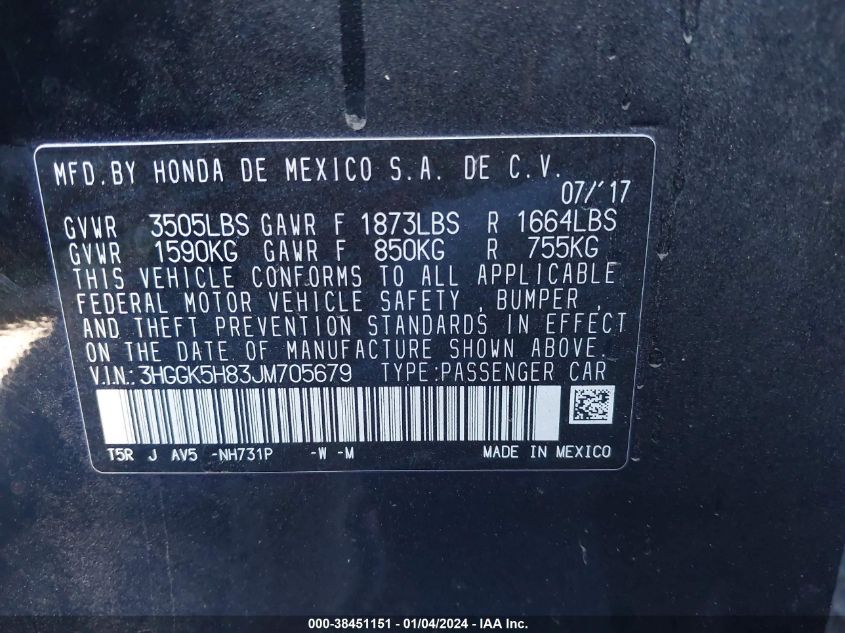 MFD.BY HONDA DE MEXICO S.A. DE C.V.
07/'17
GVWR 3505LBS GAWR F 1873LBS R 1664LBS
GVWR 1590KG GAWR F 850KG R 755KG
THIS VEHICLE CONFORMS TO ALL APPLICABLE
FEDERAL MOTOR VEHICLE SAFETY , BUMPER ,
AND THEFT PREVENTION STANDARDS IN EFFECT
ON THE DATE OF MANUFACTURE SHOWN ABOVE.
V.I.N.:3HGGK5H83JM705679 TYPE:PASSENGER CAR
T5R J AV5 -NH731P -W -M MADE IN MEXICO
000-38451151 - 01/04/2024 - IAA Inc.